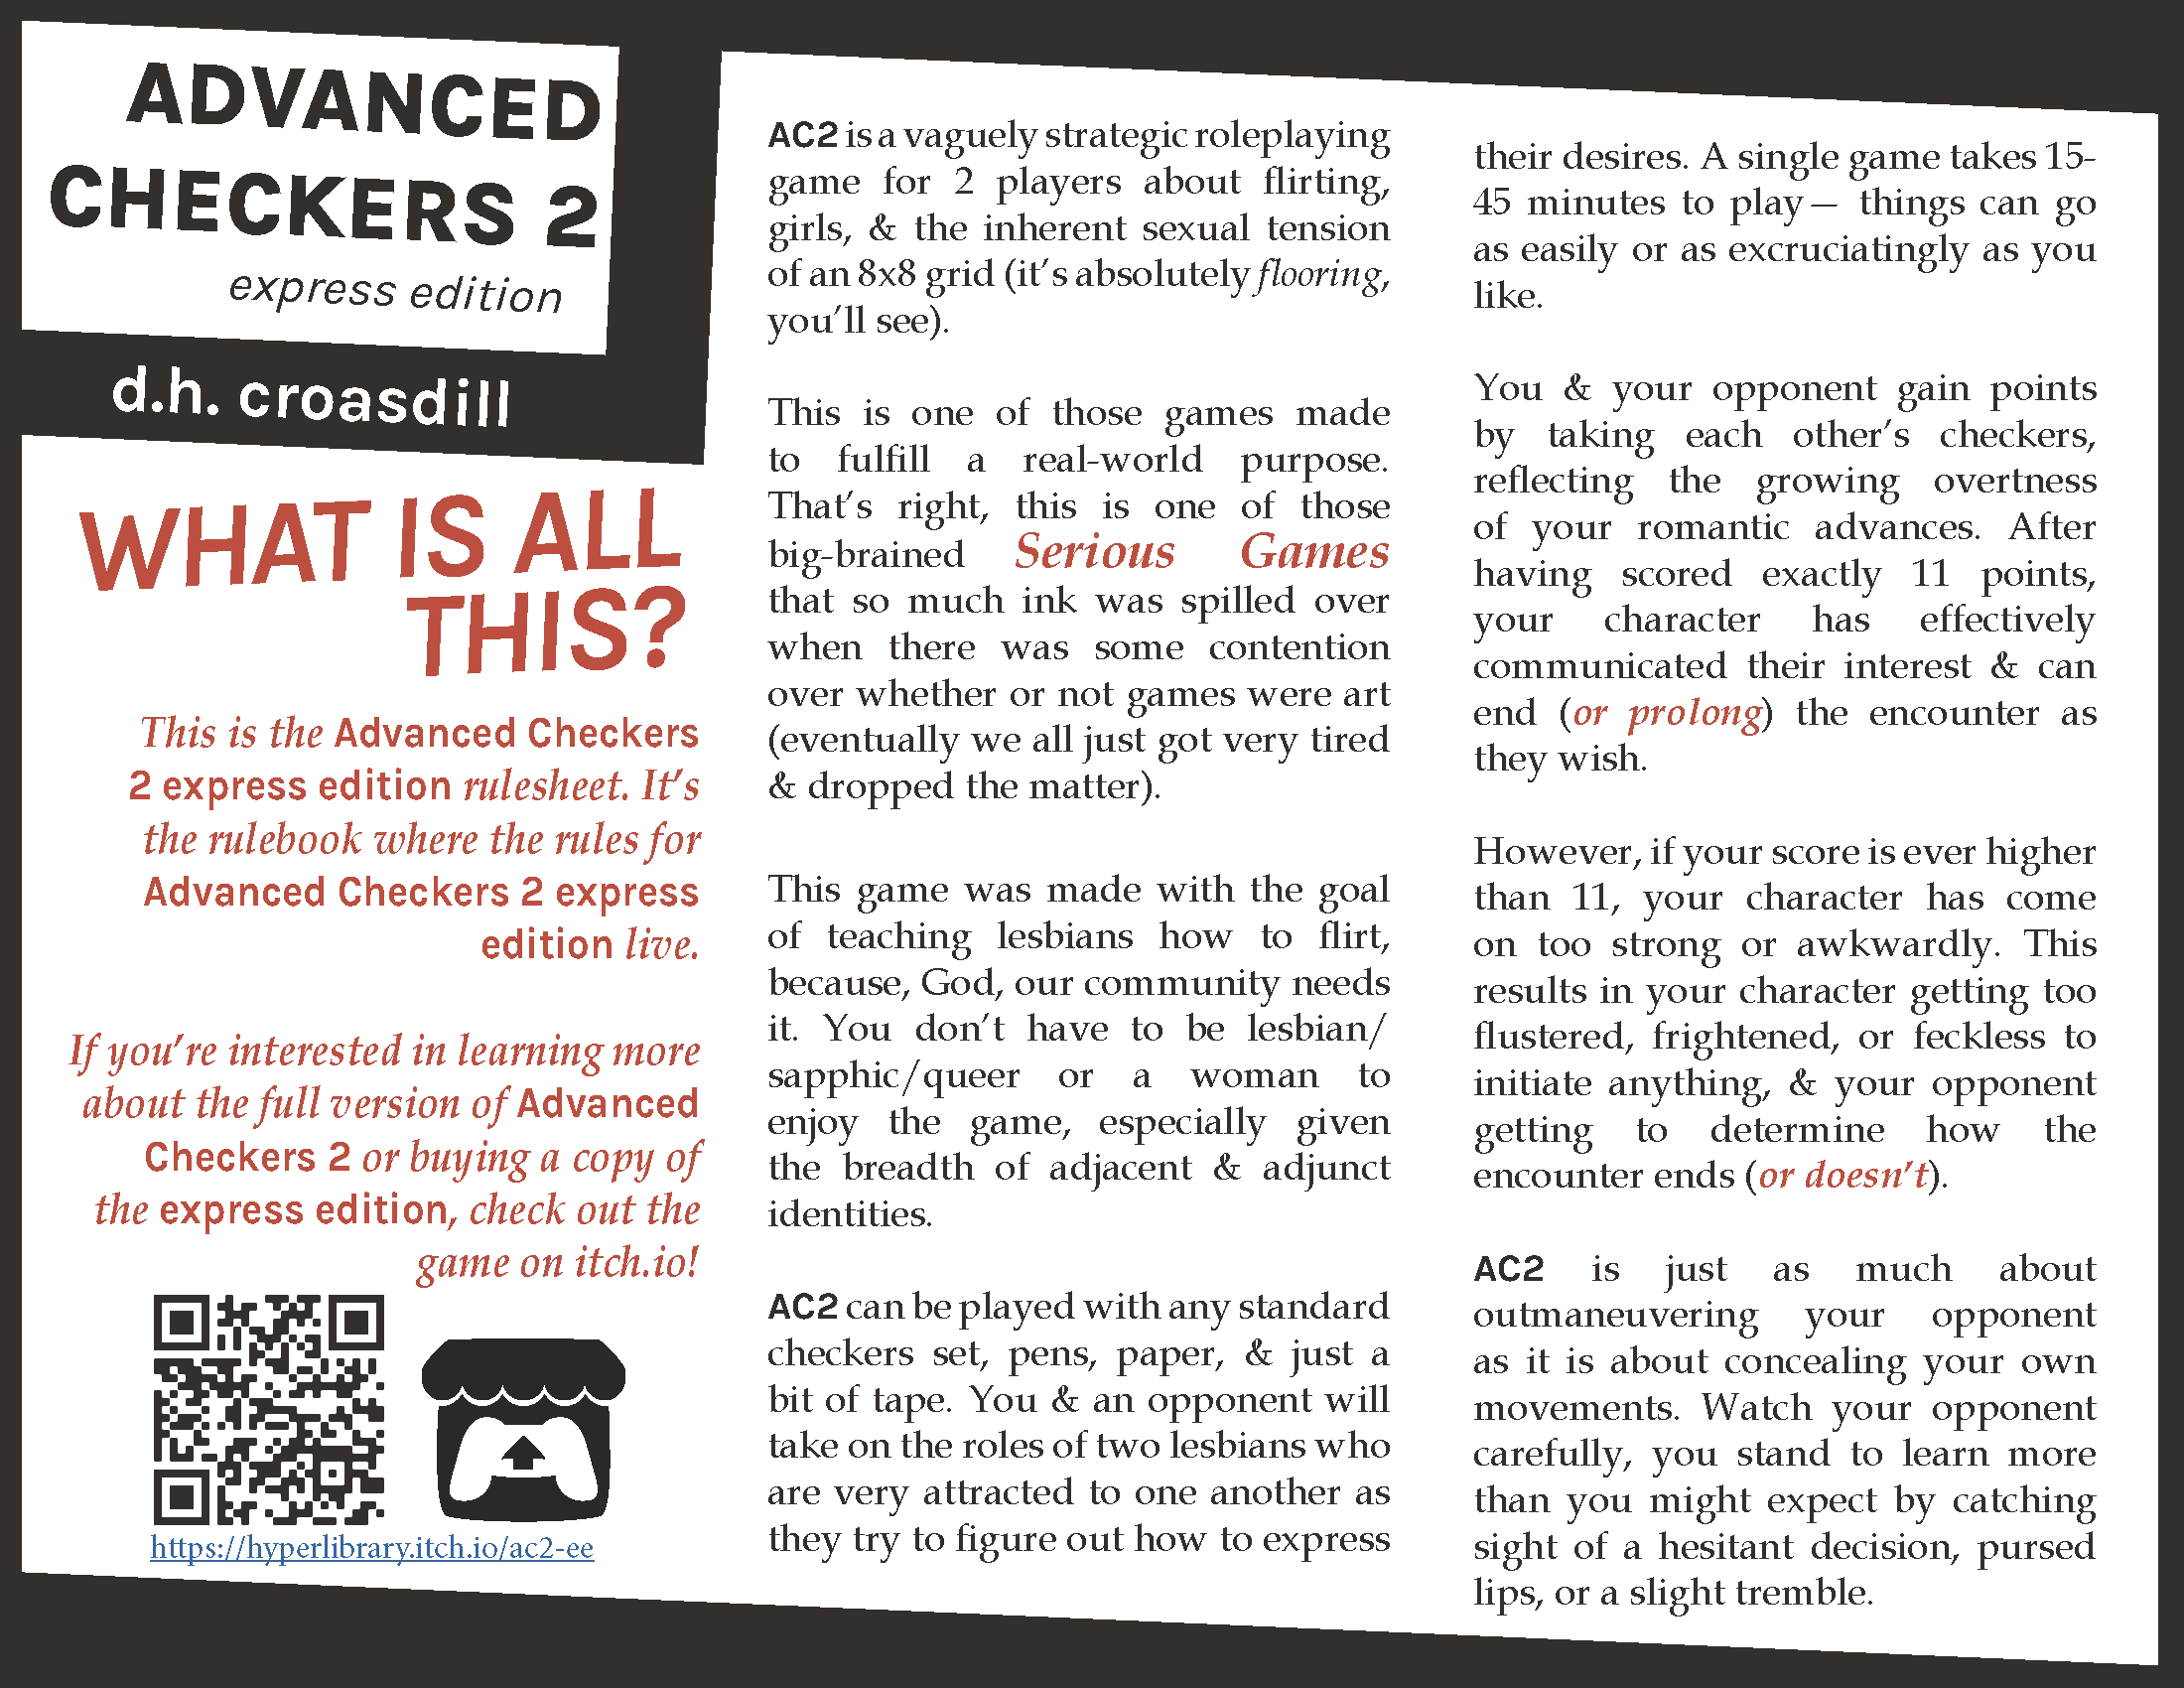 ADVANCED
CHECKERS 2
express edition
d.h. croasdill
WHAT IS ALL
THIS?
This is the Advanced Checkers
2 express edition rulesheet. It's
the rulebook where the rules for
Advanced Checkers 2 express
edition live.
If you're interested in learning more
about the full version of Advanced
Checkers 2 or buying a copy of
the express edition, check out the
game on itch.io!
https://hyperlibrary.itch.io/ac2-ee
AC2 is a vaguely strategic roleplaying
game for 2 players about flirting,
girls, & the inherent sexual tension
of an 8x8 grid (it's absolutely flooring,
you'll see).
This is one of those games made
to fulfill a real-world purpose.
That's right, this is one of those
big-brained Serious Games
that so much ink was spilled over
when there was some contention
over whether or not games were art
(eventually we all just got very tired
& dropped the matter).
This game was made with the goal
of teaching lesbians how to flirt,
because, God, our community needs
it. You don't have to be lesbian/
sapphic/queer or a woman to
enjoy the game, especially given
the breadth of adjacent & adjunct
identities.
AC2 can be played with any standard
checkers set, pens, paper, & just a
bit of tape. You & an opponent will
take on the roles of two lesbians who
are very attracted to one another as
they try to figure out how to express
their desires. A single game takes 15-
45 minutes to play— things can go
as easily or as excruciatingly as you
like.
You & your opponent gain points
by taking each other's checkers,
reflecting the growing overtness
of your romantic advances. After
having scored exactly 11 points,
your character has effectively
communicated their interest & can
end (or prolong) the encounter as
they wish.
However, if your score is ever higher
than 11, your character has come
on too strong or awkwardly. This
results in your character getting too
flustered, frightened, or feckless to
initiate anything, & your opponent
getting to determine how the
encounter ends (or doesn't).
AC2 is just as much about
outmaneuvering your opponent
as it is about concealing your own
movements. Watch your opponent
carefully, you stand to learn more
than you might expect by catching
sight of a hesitant decision, pursed
lips, or a slight tremble.